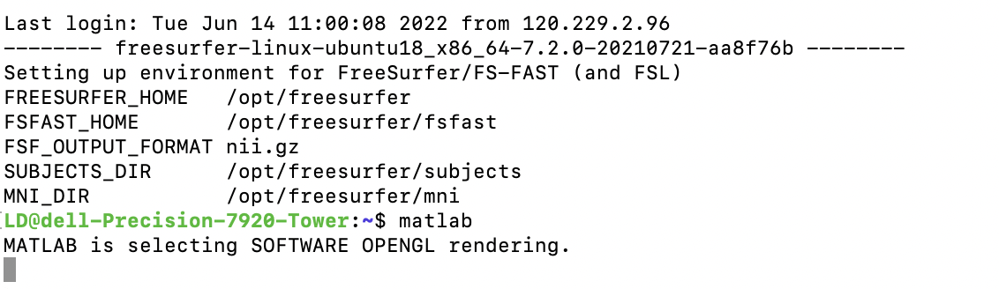 Last login: Tue Jun 14 11:00:08 2022 from 120.229.2.96
-------- freesurfer-linux-ubuntu18_x86_64-7.2.0-20210721-aa8f76b --------
Setting up environment for FreeSurfer/FS-FAST (and FSL)
FREESURFER_HOME   /opt/freesurfer
FSFAST_HOME       /opt/freesurfer/fsfast
FSF_OUTPUT_FORMAT nii.gz
SUBJECTS_DIR      /opt/freesurfer/subjects
MNI_DIR           /opt/freesurfer/mni
LD@dell-Precision-7920-Tower:~$ matlab
MATLAB is selecting SOFTWARE OPENGL rendering.